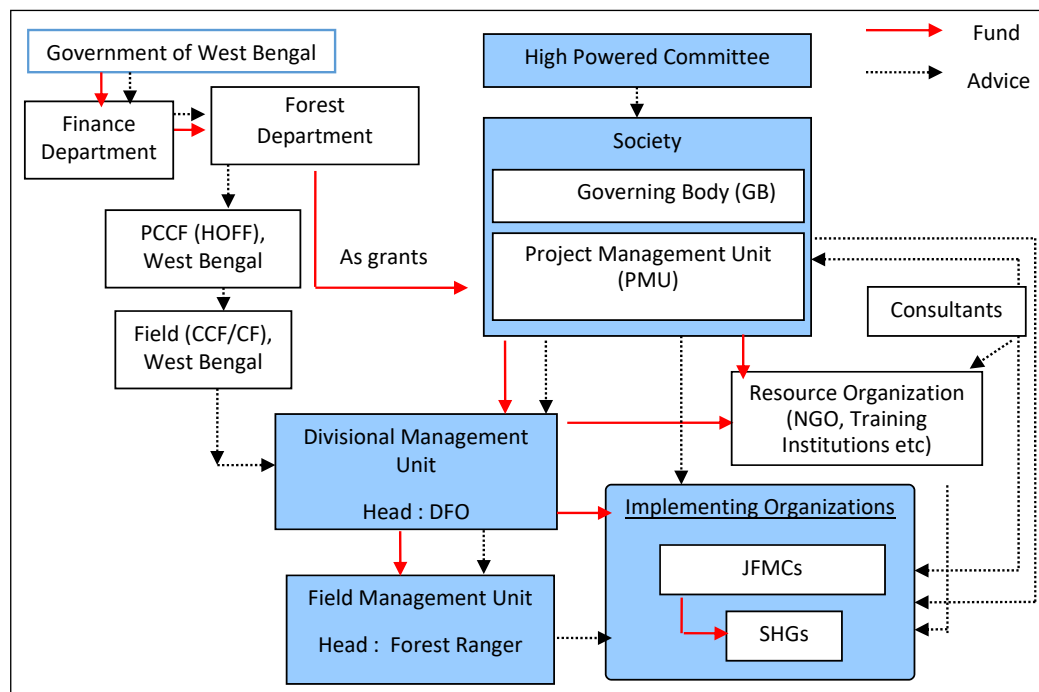 Government of West Bengal
High Powered Committee
Fund
Advice
Finance
Department
Forest
Department
Society
Governing Body (GB)
PCCF (HOFF),
West Bengal
As grants
Project Management Unit
(PMU)
Consultants
Field (CCF/CF),
West Bengal
Resource Organization
(NGO, Training
Institutions etc)
Divisional Management
Unit
Head : DFO
Implementing Organizations
JFMCs
SHGs
Field Management Unit
Head : Forest Ranger